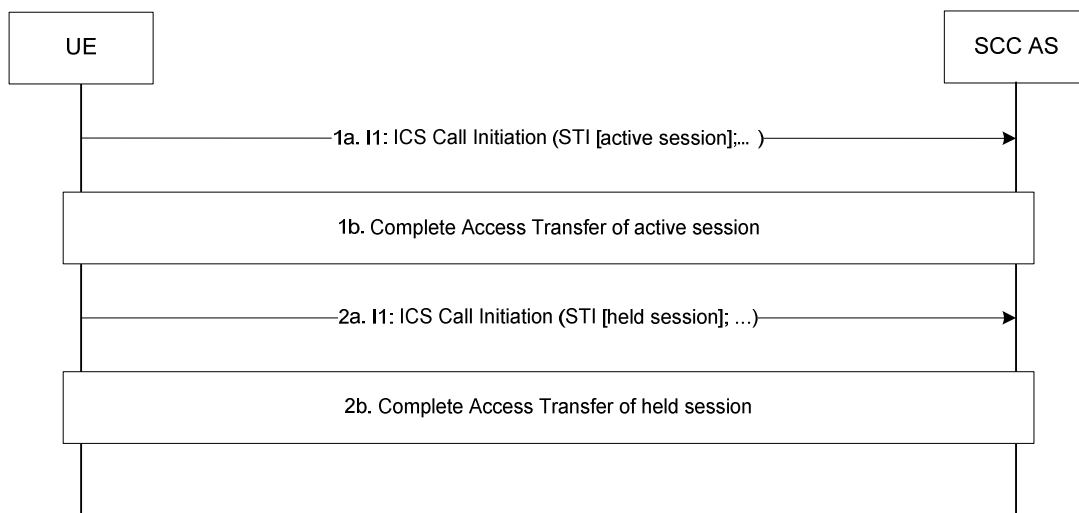 UE
SCC AS
1a. I1: ICS Call Initiation (STI [active session];... )
1b. Complete Access Transfer of active session
2a. I1: ICS Call Initiation (STI [held session]; ...)
2b. Complete Access Transfer of held session